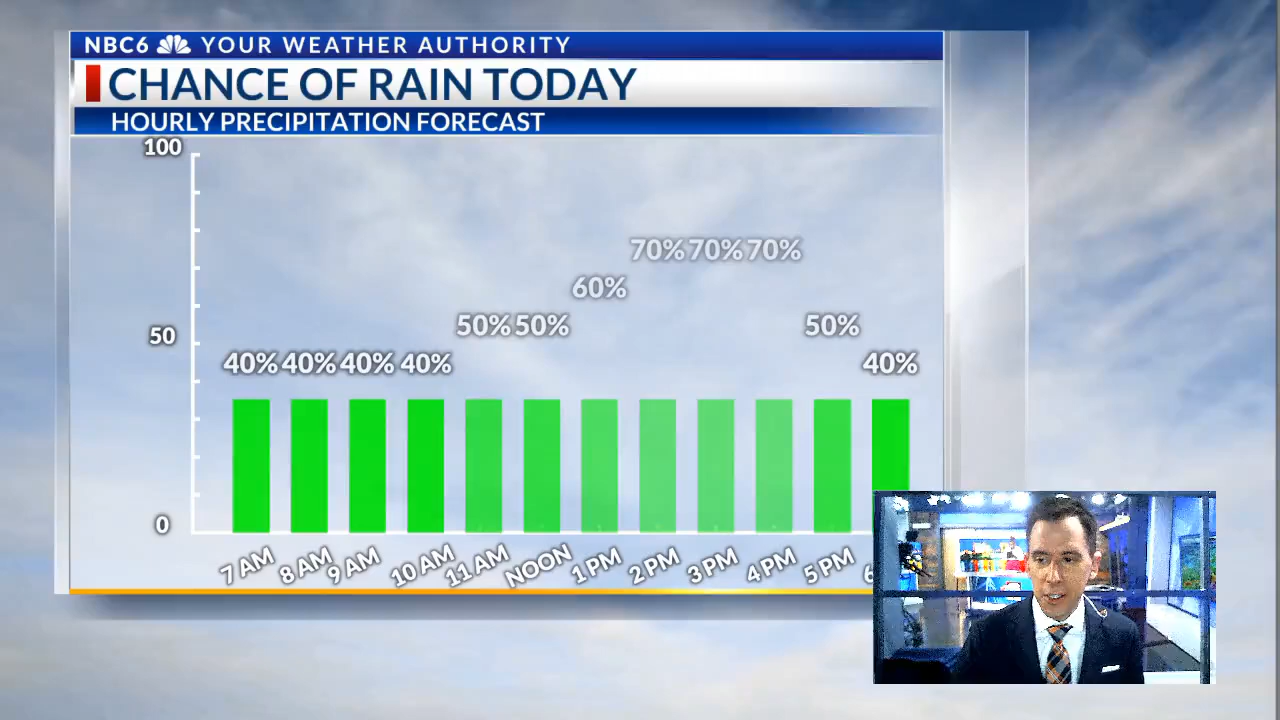 NBC6 YOUR WEATHER AUTHORITY
CHANCE OF RAIN TODAY
HOURLY PRECIPITATION FORECAST
100
70% 70% 70%
60%
50
50% 50% 50%
40% 40% 40% 40% 40%
0
7 AM 8 AM 9 AM 10 AM 11 AM NOON 1 PM 2 PM 3 PM 4 PM 5 PM 6